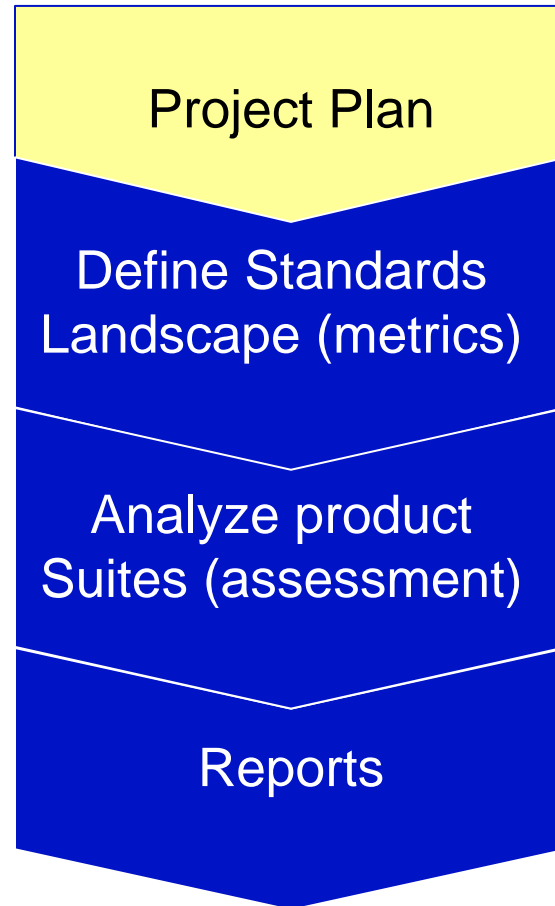 Project Plan
Define Standards
Landscape (metrics)
Analyze product
Suites (assessment)
Reports